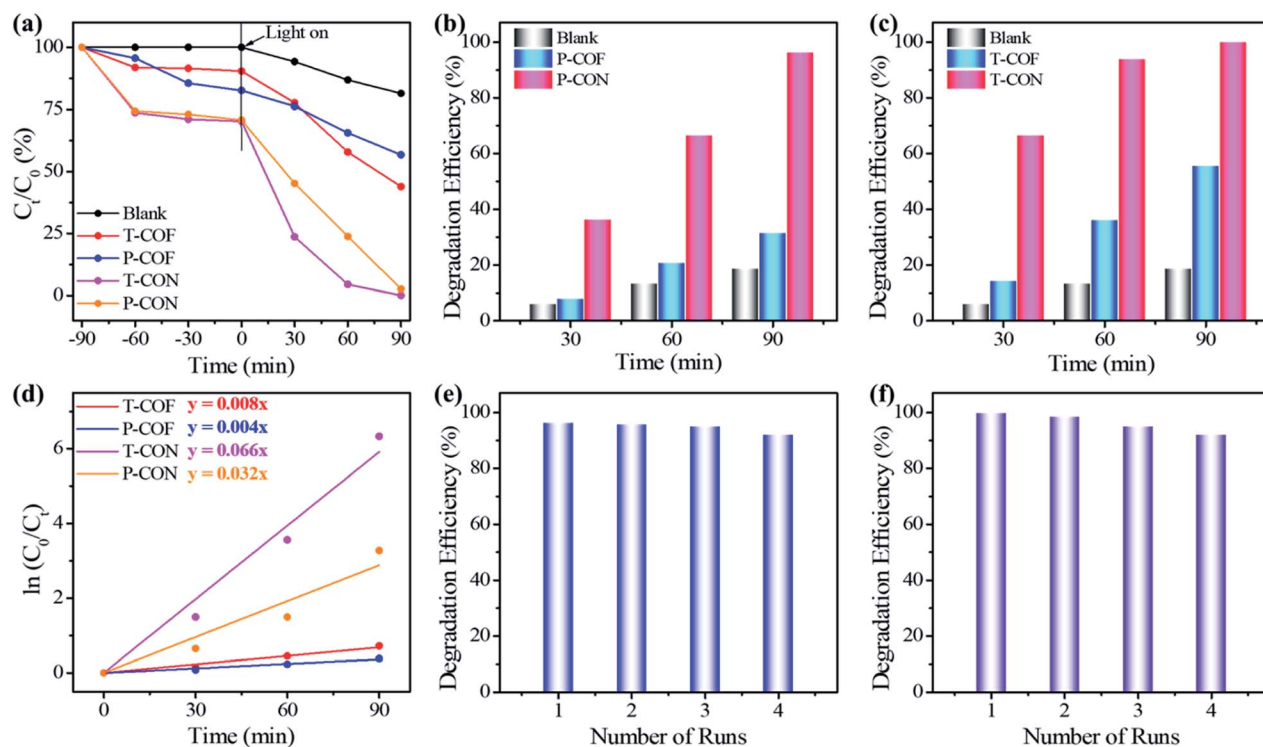 (a)
Light on
100
75
50
25
0
Ct/C0 (%)
Blank
T-COF
P-COF
T-CON
P-CON
-90 -60 -30 0 30 60 90
Time (min)
(b)
Blank
P-COF
P-CON
100
80
60
40
20
0
Degradation Efficiency (%)
30 60 90
Time (min)
(c)
Blank
T-COF
T-CON
100
80
60
40
20
0
Degradation Efficiency (%)
30 60 90
Time (min)
(d)
T-COF y = 0.008x
P-COF y = 0.004x
T-CON y = 0.066x
P-CON y = 0.032x
6
4
2
0
ln (C0/Ct)
0 30 60 90
Time (min)
(e)
100
80
60
40
20
0
Degradation Efficiency (%)
1 2 3 4
Number of Runs
(f)
100
80
60
40
20
0
Degradation Efficiency (%)
1 2 3 4
Number of Runs